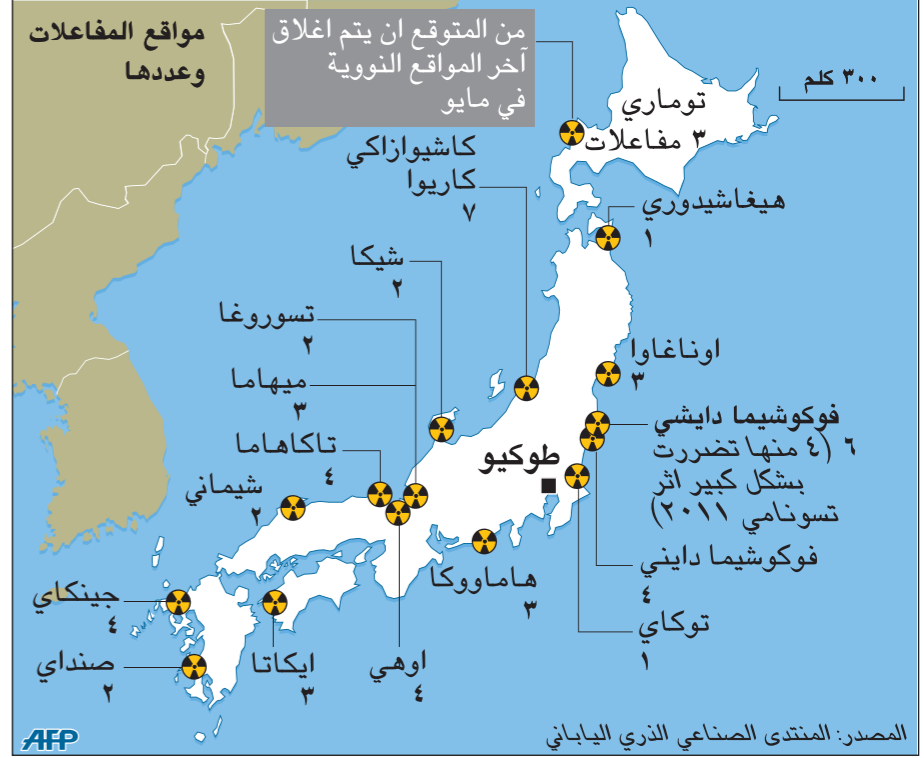 مواقع المفاعلات
وعددها
من المتوقع ان يتم اغلاق
آخر المواقع النووية
في مايو
٣٠٠ كلم
توماري
٣ مفاعلات
كاشيوازاكي
كاريوا
٧
هيغاشيدوري
١
شيكا
٢
تسوروغا
٢
اوناغاوا
٣
ميهاما
٣
فوكوشيما دايشي
٦ (٤ منها تضررت
بشكل كبير اثر
تسونامي ٢٠١١)
تاكاهاما
٤
طوكيو
شيماني
٢
فوكوشيما دايني
٤
هاماووكا
٣
جينكاي
٤
توكاي
١
صنداي
٢
ايكاتا
٣
اوهي
٤
المصدر: المنتدى الصناعي الذري الياباني
AFP